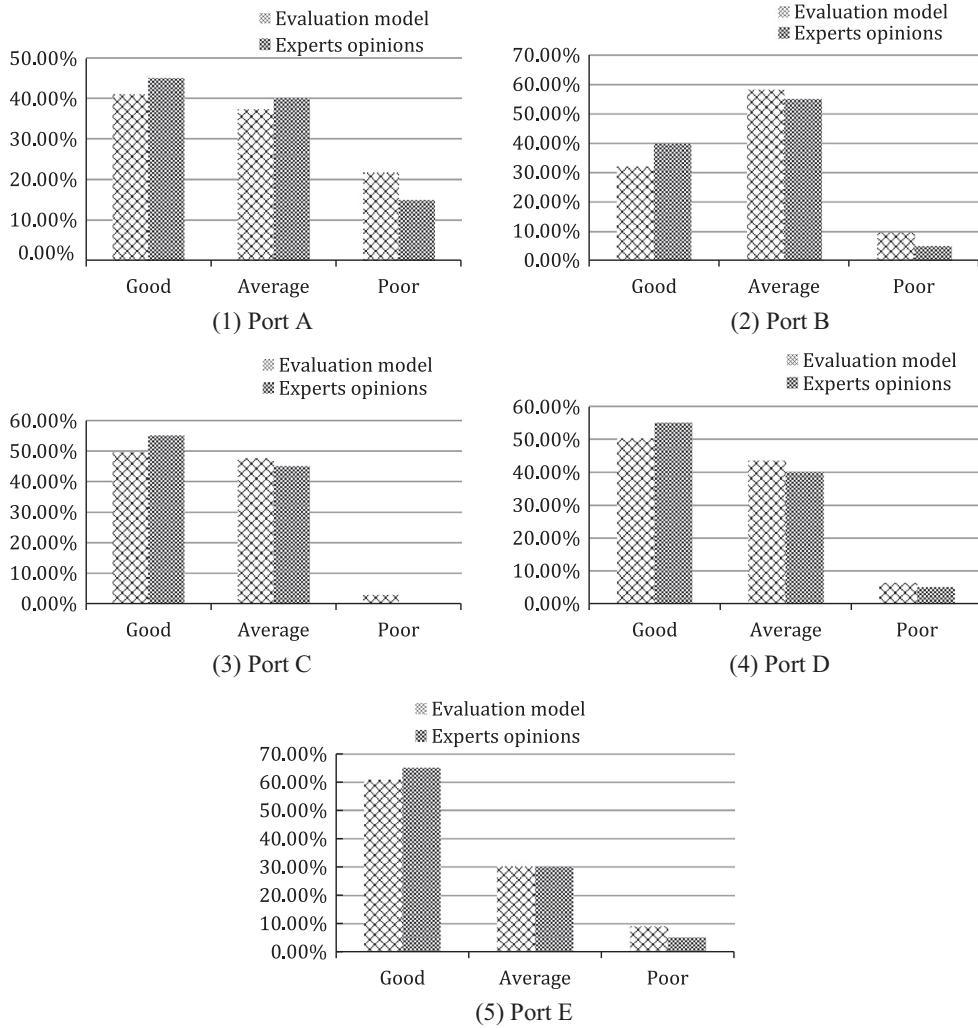 Evaluation model
Experts opinions
50.00%
40.00%
30.00%
20.00%
10.00%
0.00%
Good Average Poor
(1) Port A
Evaluation model
Experts opinions
70.00%
60.00%
50.00%
40.00%
30.00%
20.00%
10.00%
0.00%
Good Average Poor
(2) Port B
Evaluation model
Experts opinions
60.00%
50.00%
40.00%
30.00%
20.00%
10.00%
0.00%
Good Average Poor
(3) Port C
Evaluation model
Experts opinions
60.00%
50.00%
40.00%
30.00%
20.00%
10.00%
0.00%
Good Average Poor
(4) Port D
Evaluation model
Experts opinions
70.00%
60.00%
50.00%
40.00%
30.00%
20.00%
10.00%
0.00%
Good Average Poor
(5) Port E